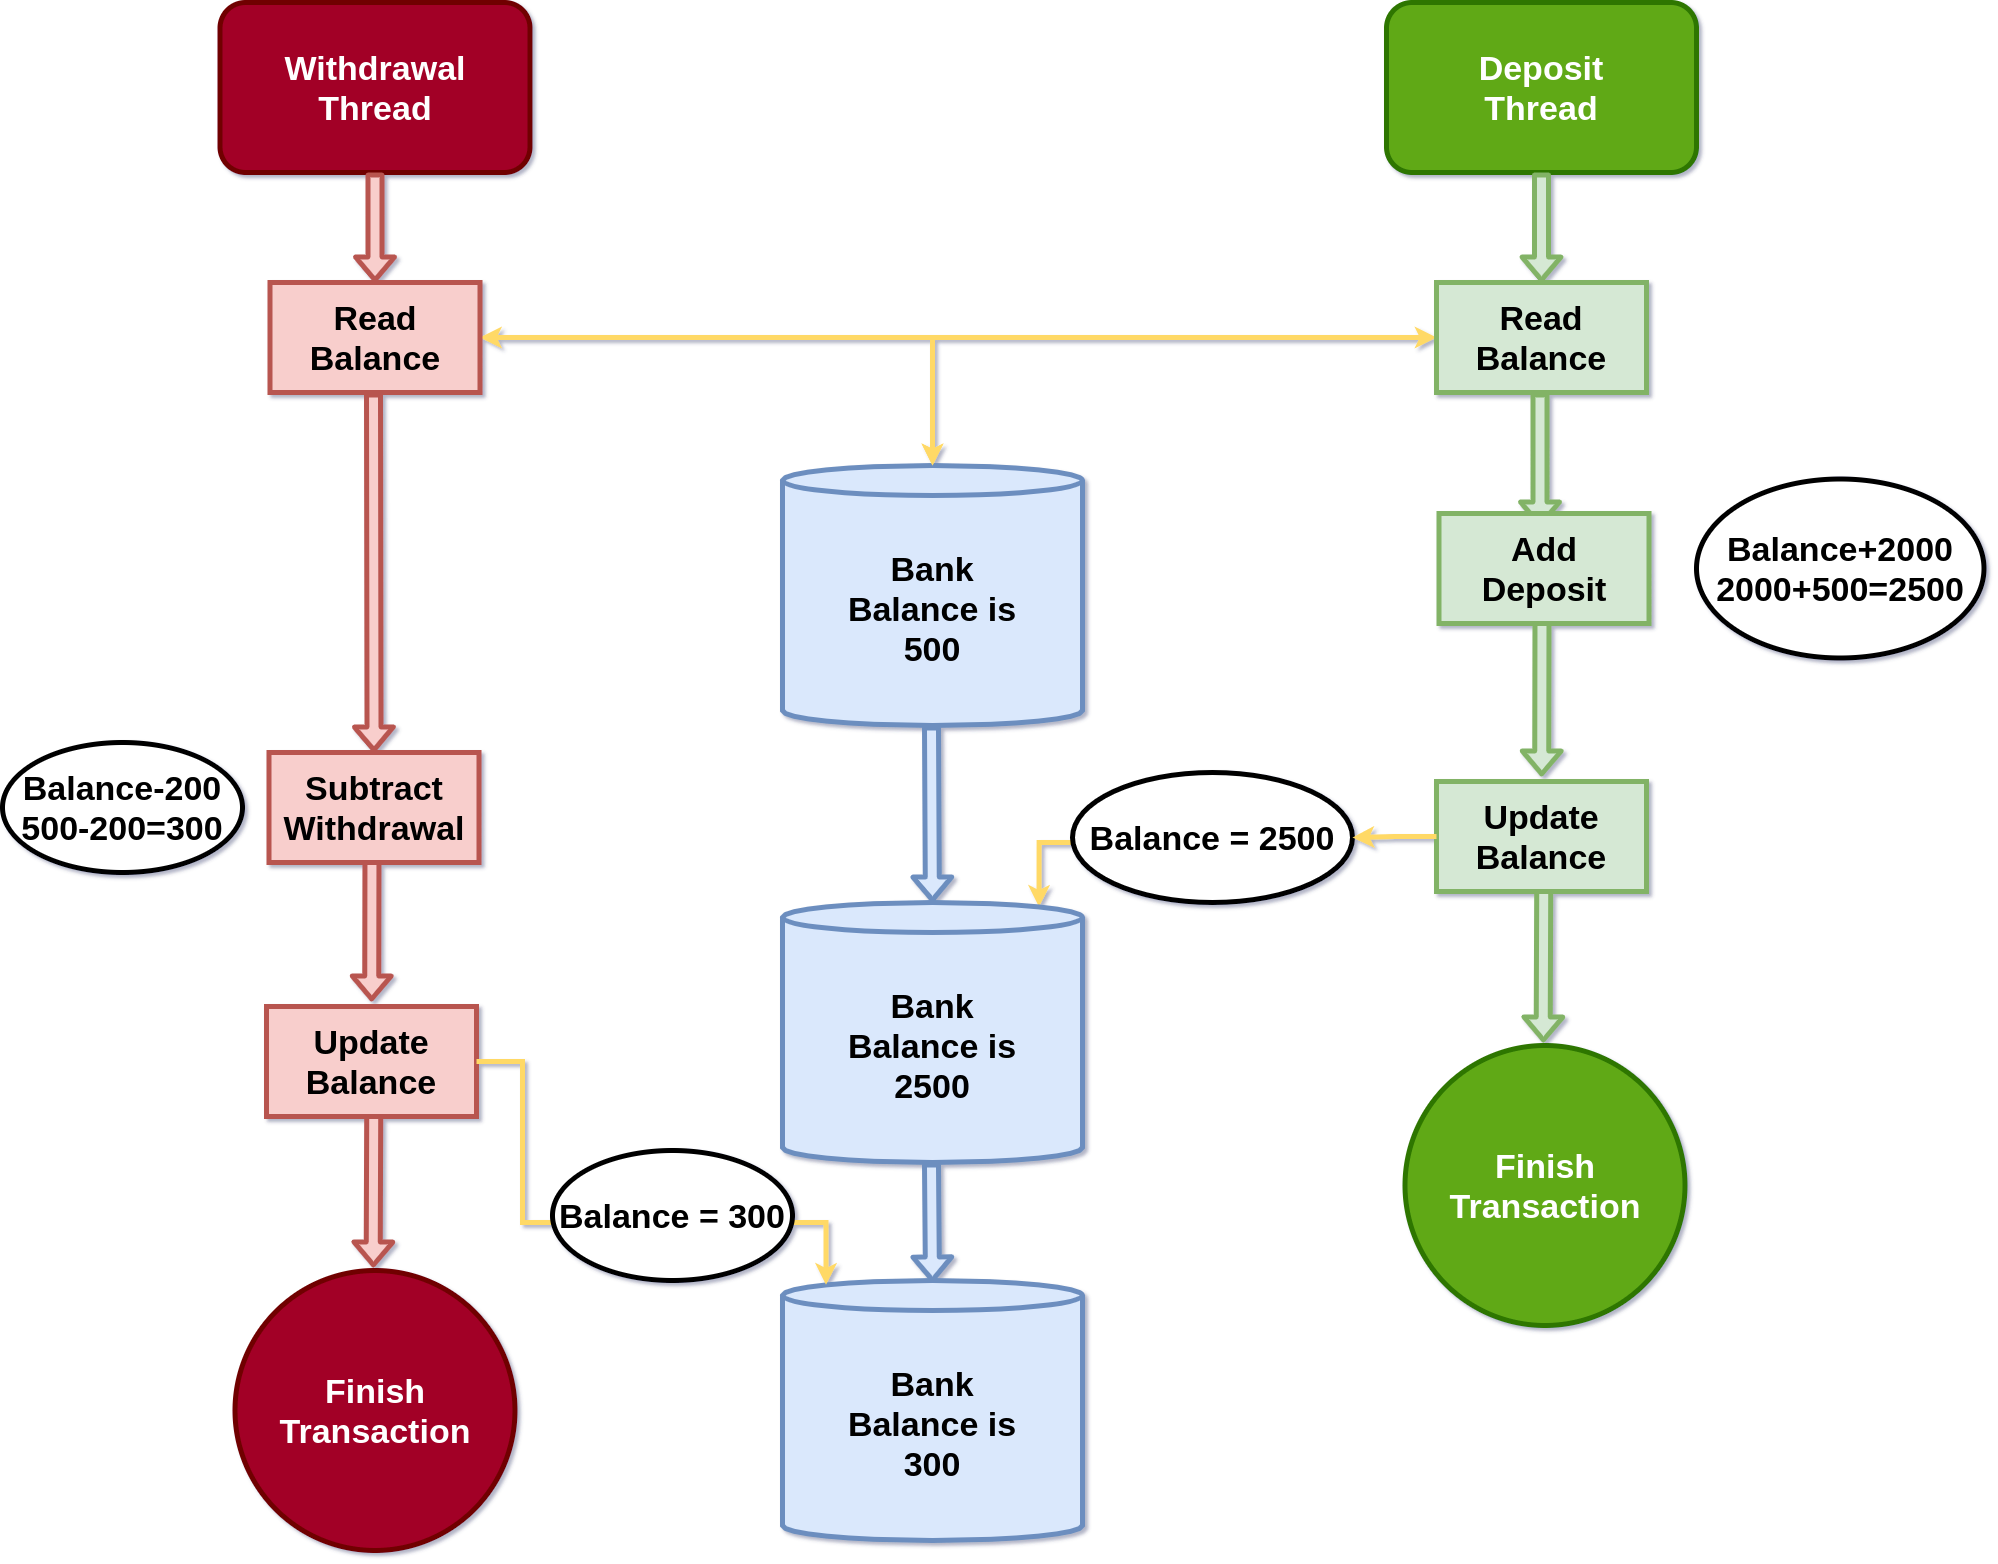 Withdrawal
Thread
Deposit
Thread
Read
Balance
Read
Balance
Bank
Balance is
500
Add
Deposit
Balance+2000
2000+500=2500
Balance-200
500-200=300
Subtract
Withdrawal
Balance = 2500
Update
Balance
Bank
Balance is
2500
Update
Balance
Balance = 300
Finish
Transaction
Finish
Transaction
Bank
Balance is
300